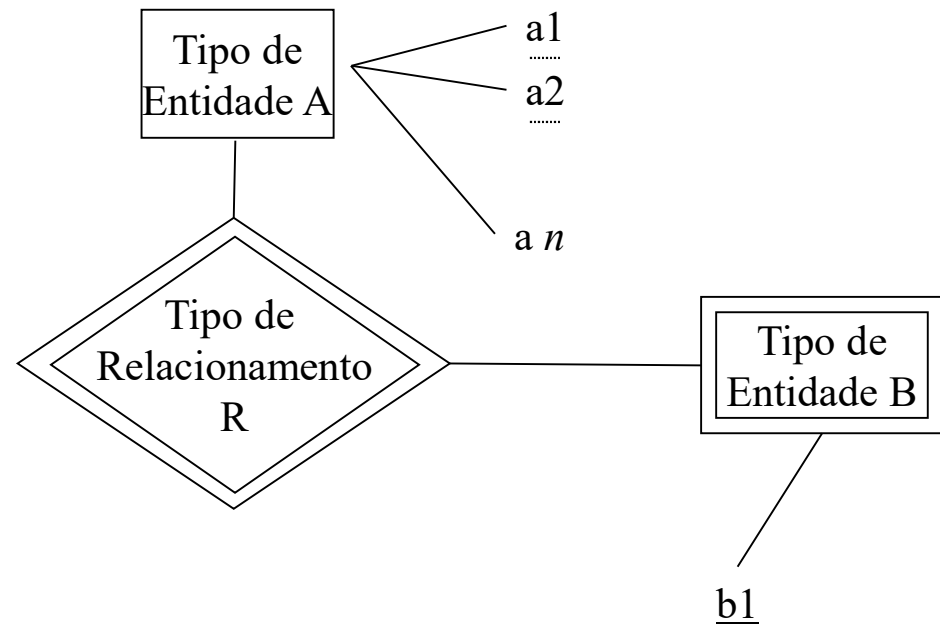 Tipo de
Entidade A
a1
a2
a n
Tipo de
Relacionamento
R
Tipo de
Entidade B
b1